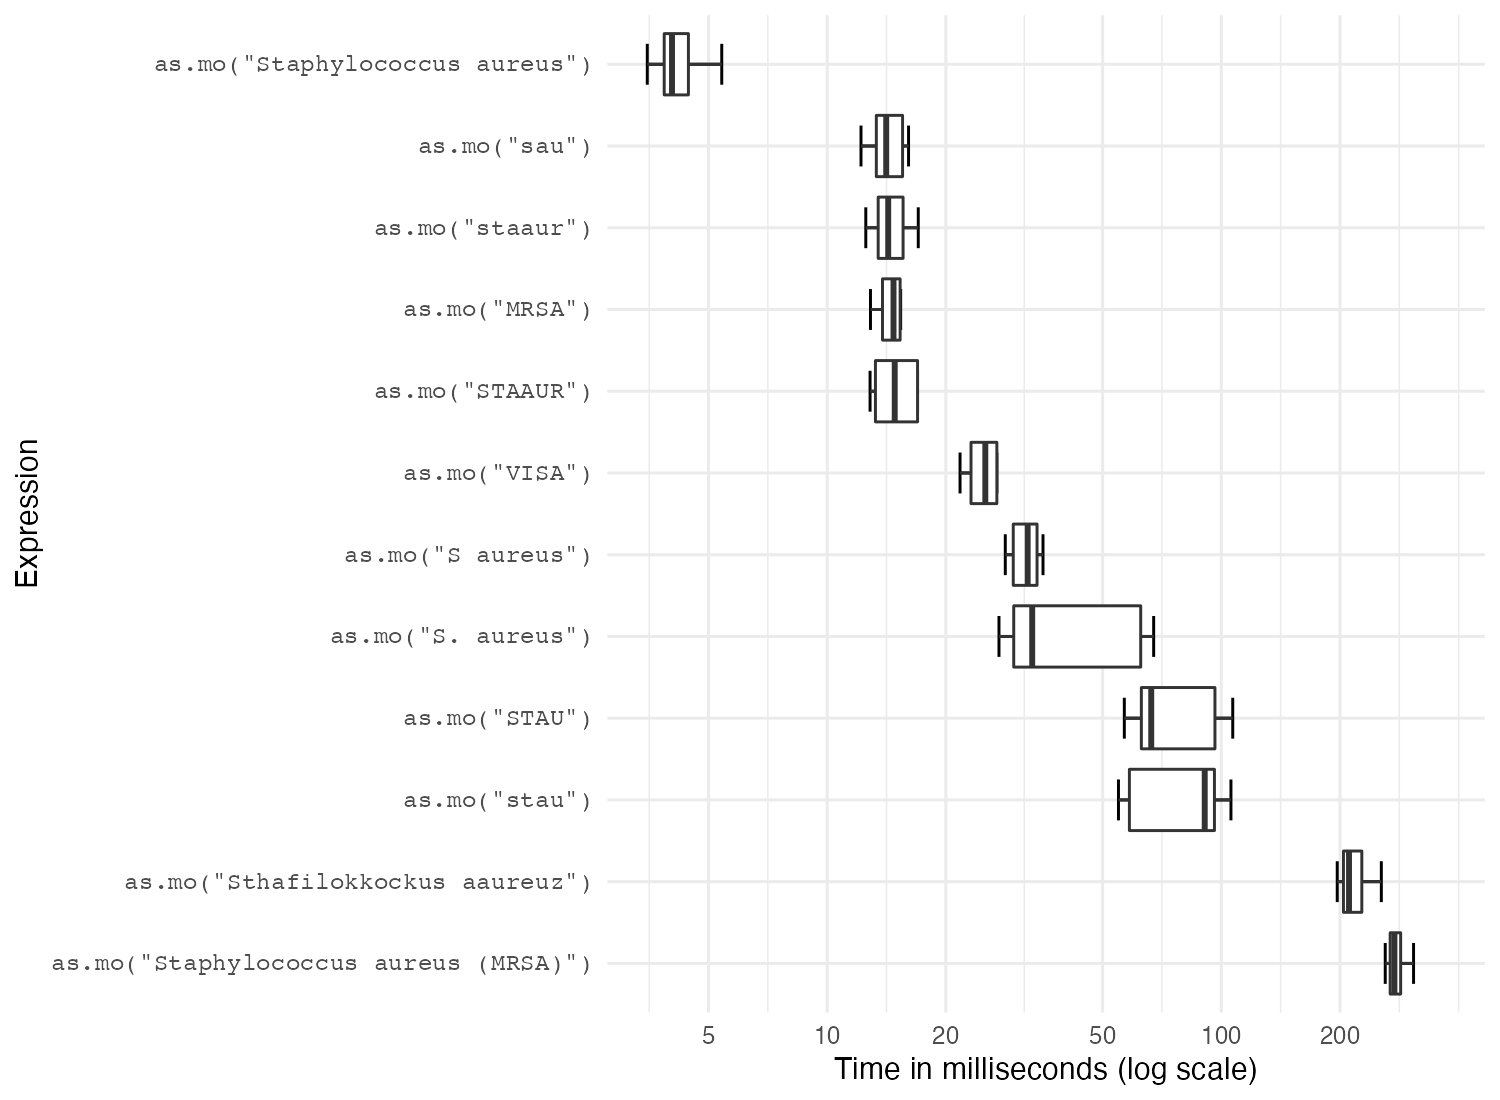 as.mo("Staphylococcus aureus")
as.mo("sau")
as.mo("staaur")
as.mo("MRSA")
as.mo("STAAUR")
as.mo("VISA")
as.mo("S aureus")
as.mo("S. aureus")
as.mo("STAU")
as.mo("stau")
as.mo("Sthafilokkockus aaureuz")
as.mo("Staphylococcus aureus (MRSA)")
Expression
5 10 20 50 100 200
Time in milliseconds (log scale)